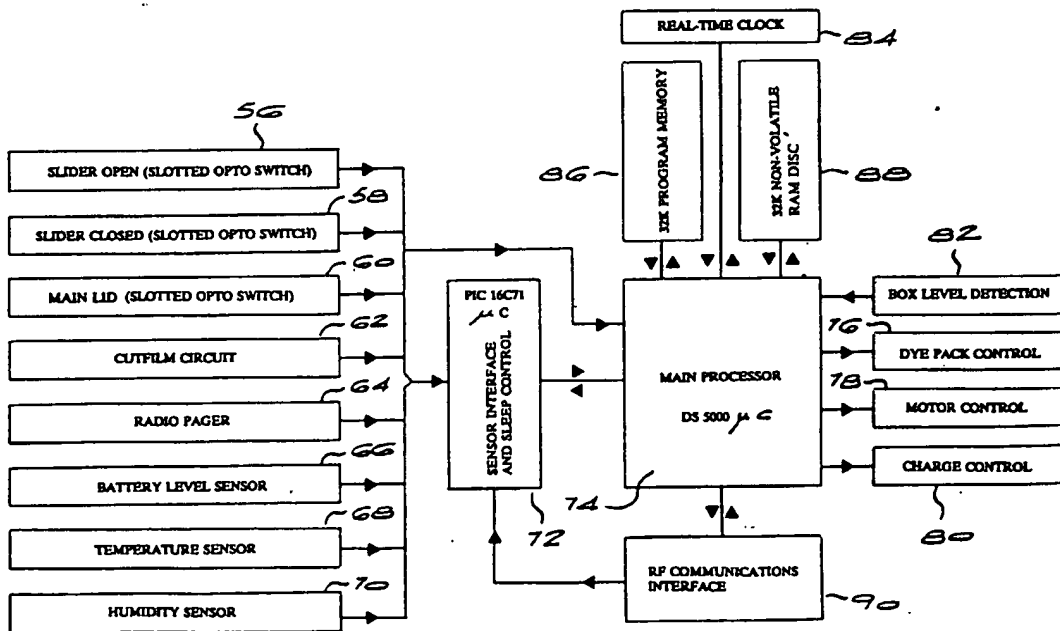 REAL-TIME CLOCK
84
56
32K PROGRAM MEMORY
32K NON-VOLATILE
RAM DISC
86
88
SLIDER OPEN (SLOTTED OPTO SWITCH)
58
SLIDER CLOSED (SLOTTED OPTO SWITCH)
60
MAIN LID (SLOTTED OPTO SWITCH)
62
CUTFILM CIRCUIT
64
RADIO PAGER
66
BATTERY LEVEL SENSOR
68
TEMPERATURE SENSOR
70
HUMIDITY SENSOR
PIC 16C71
μC
SENSOR INTERFACE
AND SLEEP CONTROL
72
MAIN PROCESSOR
DS 5000 μC
74
82
BOX LEVEL DETECTION
76
DYE PACK CONTROL
78
MOTOR CONTROL
CHARGE CONTROL
80
RF COMMUNICATIONS
INTERFACE
90